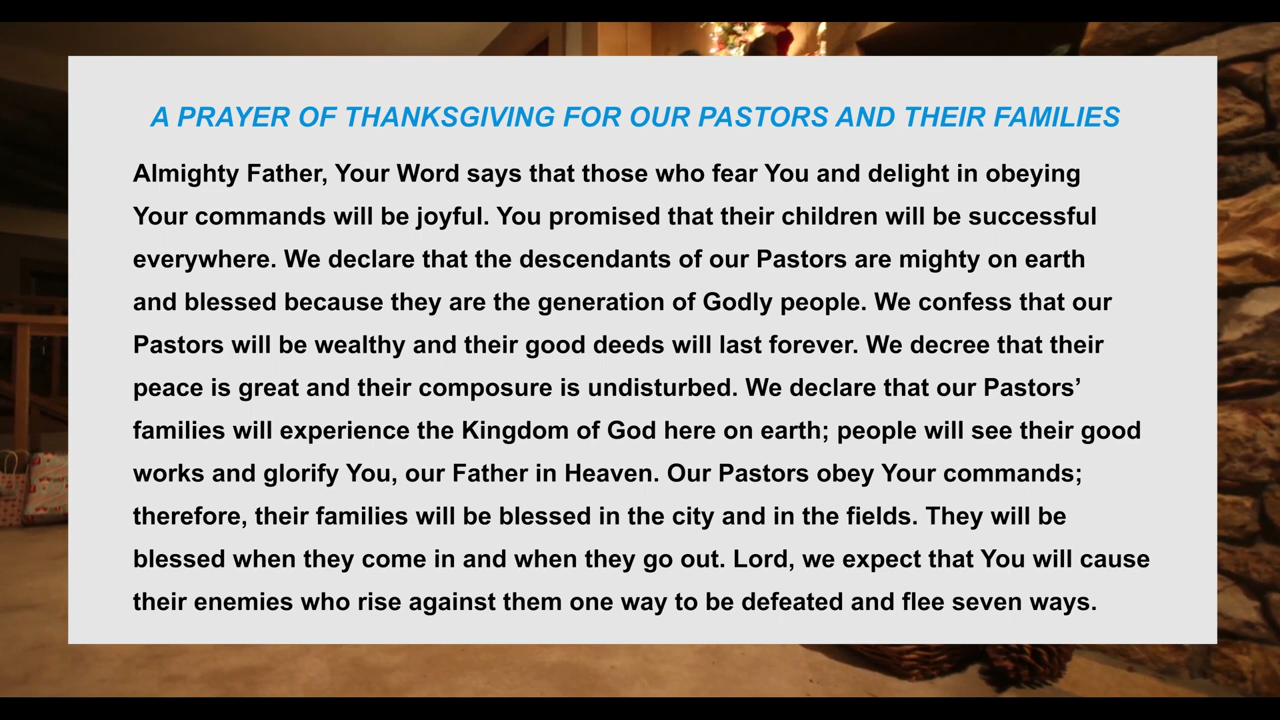 A PRAYER OF THANKSGIVING FOR OUR PASTORS AND THEIR FAMILIES
Almighty Father, Your Word says that those who fear You and delight in obeying
Your commands will be joyful. You promised that their children will be successful
everywhere. We declare that the descendants of our Pastors are mighty on earth
and blessed because they are the generation of Godly people. We confess that our
Pastors will be wealthy and their good deeds will last forever. We decree that their
peace is great and their composure is undisturbed. We declare that our Pastors’
families will experience the Kingdom of God here on earth; people will see their good
works and glorify You, our Father in Heaven. Our Pastors obey Your commands;
therefore, their families will be blessed in the city and in the fields. They will be
blessed when they come in and when they go out. Lord, we expect that You will cause
their enemies who rise against them one way to be defeated and flee seven ways.